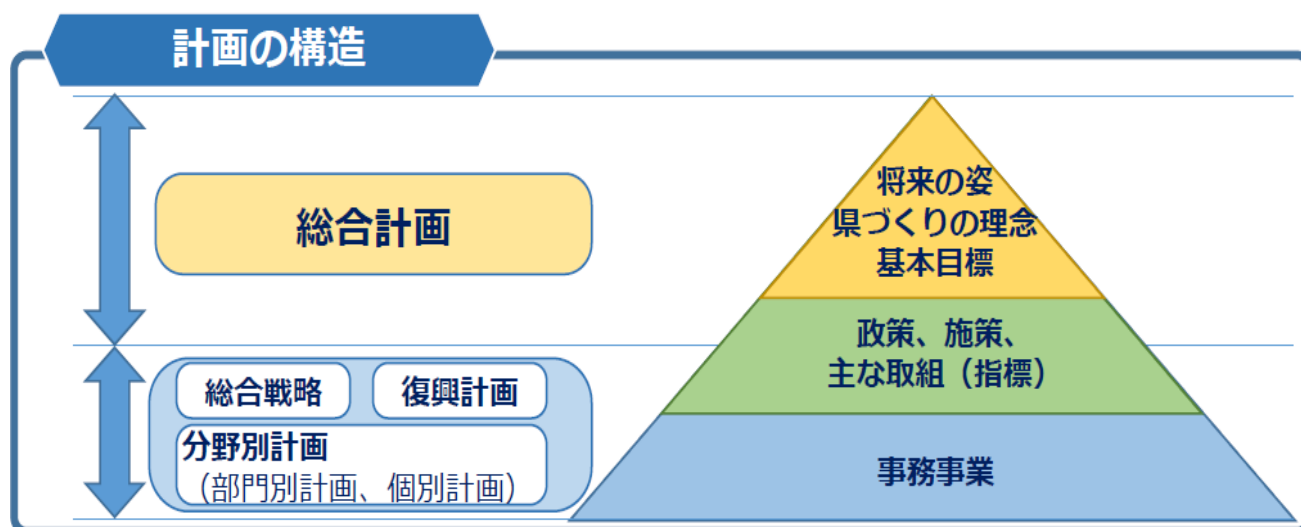 計画の構造
総合計画
総合戦略
復興計画
分野別計画
（部門別計画、個別計画）
将来の姿
県づくりの理念
基本目標
政策、施策、
主な取組（指標）
事務事業